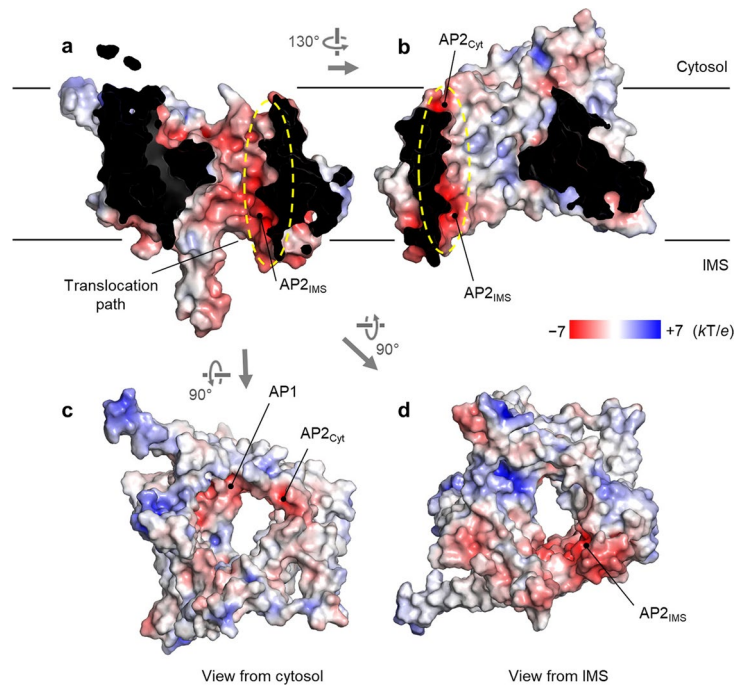 a
130°
b
AP2Cyt
Cytosol
Translocation
path
AP2IMS
AP2IMS
IMS
−7
+7 (kT/e)
90°
90°
c
AP1
AP2Cyt
d
AP2IMS
View from cytosol
View from IMS